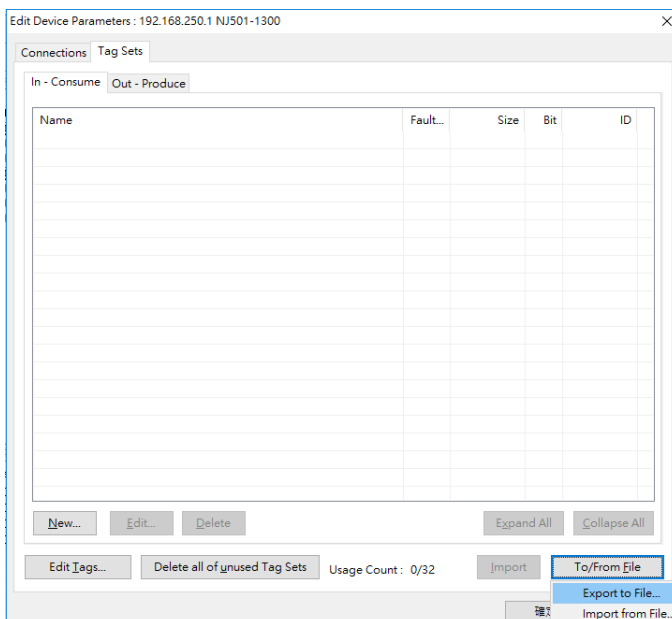 Edit Device Parameters : 192.168.250.1 NJ501-1300
Connections Tag Sets
In - Consume Out - Produce
Name Fault... Size Bit ID
New... Edit... Delete Expand All Collapse All
Edit Tags... Delete all of unused Tag Sets Usage Count : 0/32 Import To/From File
Export to File...
確定 Import from File...